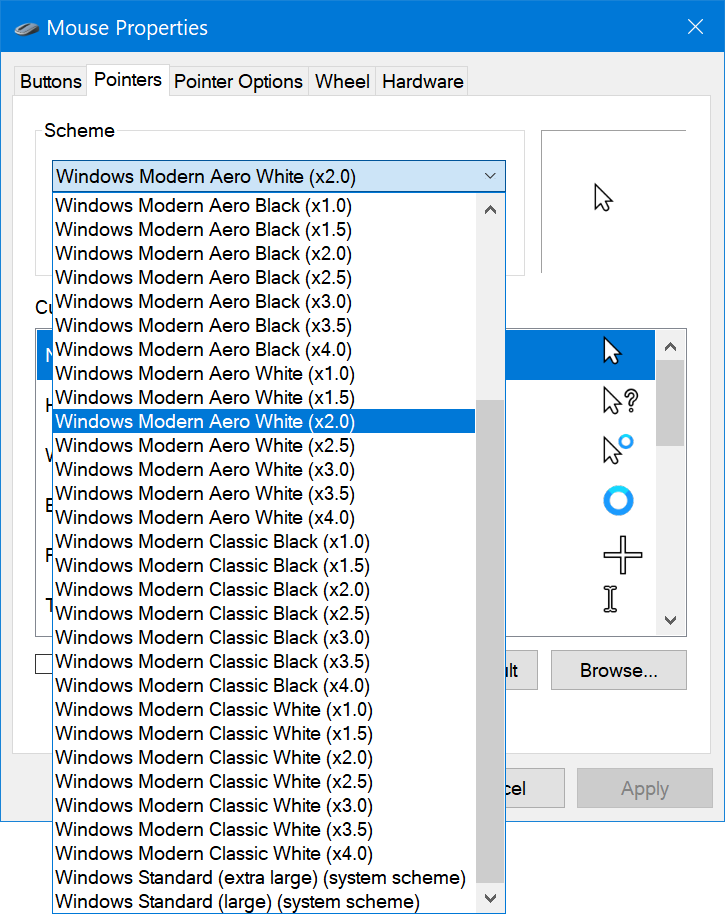 Mouse Properties
Buttons Pointers Pointer Options Wheel Hardware
Scheme
Windows Modern Aero White (x2.0)
Windows Modern Aero Black (x1.0)
Windows Modern Aero Black (x1.5)
Windows Modern Aero Black (x2.0)
Windows Modern Aero Black (x2.5)
Windows Modern Aero Black (x3.0)
Windows Modern Aero Black (x3.5)
Windows Modern Aero Black (x4.0)
Windows Modern Aero White (x1.0)
Windows Modern Aero White (x1.5)
Windows Modern Aero White (x2.0)
Windows Modern Aero White (x2.5)
Windows Modern Aero White (x3.0)
Windows Modern Aero White (x3.5)
Windows Modern Aero White (x4.0)
Windows Modern Classic Black (x1.0)
Windows Modern Classic Black (x1.5)
Windows Modern Classic Black (x2.0)
Windows Modern Classic Black (x2.5)
Windows Modern Classic Black (x3.0)
Windows Modern Classic Black (x3.5)
Windows Modern Classic Black (x4.0)
Windows Modern Classic White (x1.0)
Windows Modern Classic White (x1.5)
Windows Modern Classic White (x2.0)
Windows Modern Classic White (x2.5)
Windows Modern Classic White (x3.0)
Windows Modern Classic White (x3.5)
Windows Modern Classic White (x4.0)
Windows Standard (extra large) (system scheme)
Windows Standard (large) (system scheme)
Browse...
Apply